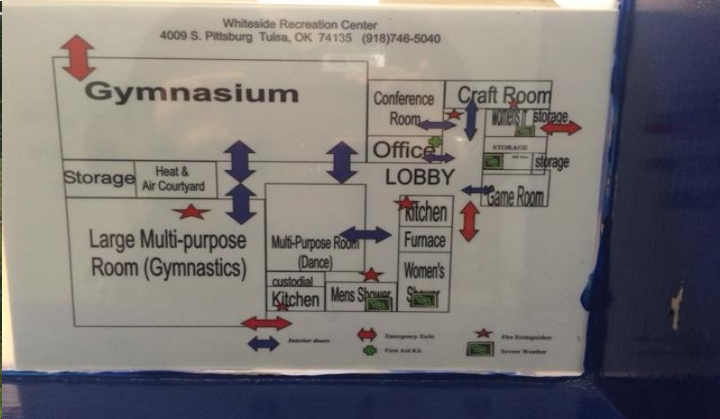 Whiteside Recreation Center
4009 S. Pittsburg Tulsa, OK 74135 (918)746-5040
Gymnasium
Conference
Room
Craft Room
storage
Office
STORAGE
storage
LOBBY
Storage
Heat &
Air Courtyard
Game Room
Kitchen
Large Multi-purpose
Room (Gymnastics)
Multi-Purpose Room
(Dance)
Furnace
Women's
Shower
custodial
Kitchen
Mens Shower
Interior doors
Emergency Exits
First Aid Kit
Fire Extinguisher
Severe Weather